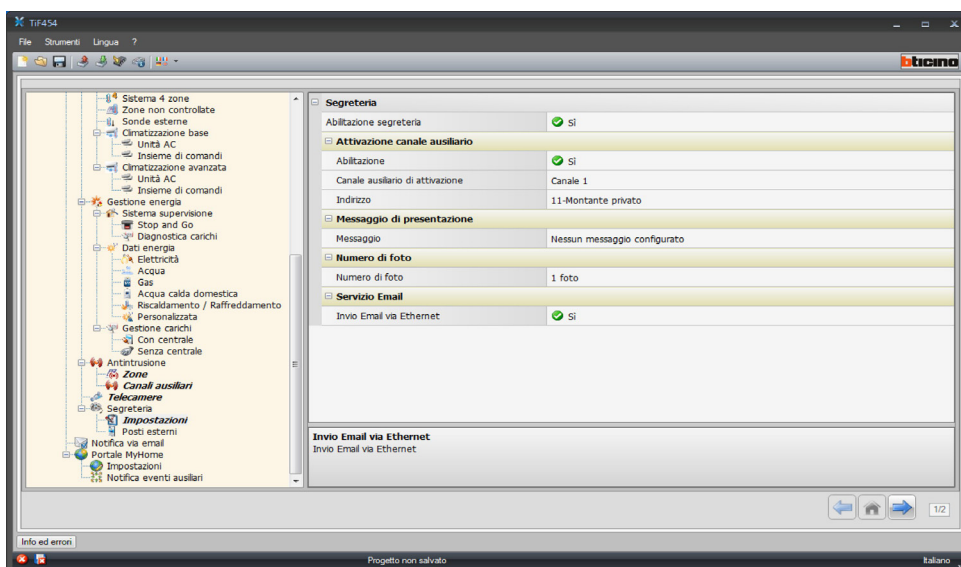 TiF454
File Strumenti Lingua ?
bticino
Sistema 4 zone
Zone non controllate
Sonde esterne
Climatizzazione base
Unità AC
Insieme di comandi
Climatizzazione avanzata
Unità AC
Insieme di comandi
Gestione energia
Sistema supervisione
Stop and Go
Diagnostica carichi
Dati energia
Elettricità
Acqua
Gas
Acqua calda domestica
Riscaldamento / Raffreddamento
Personalizzata
Gestione carichi
Con centrale
Senza centrale
Antintrusione
Zone
Canali ausiliari
Telecamere
Segreteria
Impostazioni
Posti esterni
Notifica via email
Portale MyHome
Impostazioni
Notifica eventi ausiliari
Segreteria
Abilitazione segreteria Sì
Attivazione canale ausiliario
Abilitazione Sì
Canale ausiliario di attivazione Canale 1
Indirizzo 11-Montante privato
Messaggio di presentazione
Messaggio Nessun messaggio configurato
Numero di foto
Numero di foto 1 foto
Servizio Email
Invio Email via Ethernet Sì
Invio Email via Ethernet
Invio Email via Ethernet
1/2
Info ed errori
Progetto non salvato Italiano